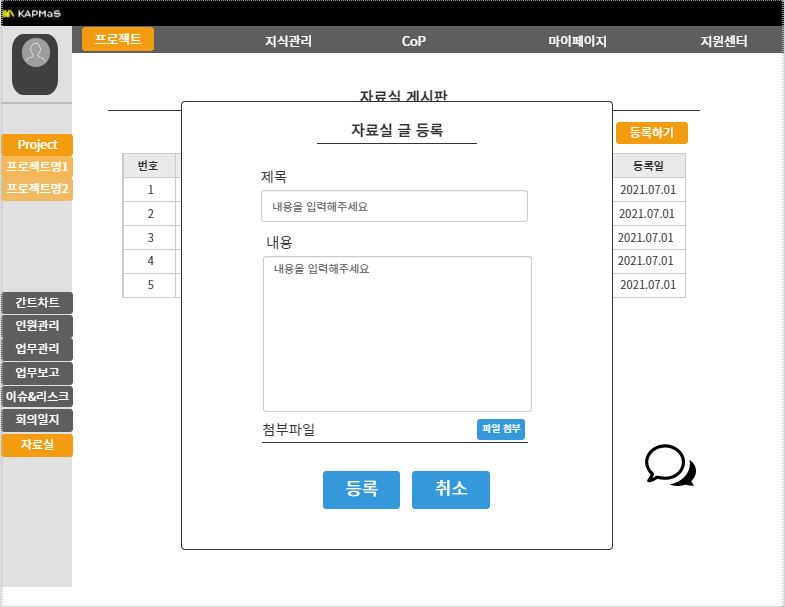 KAPMaS
프로젝트 지식관리 CoP 마이페이지 지원센터
Project
프로젝트명1
프로젝트명2
간트차트
인원관리
업무관리
업무보고
이슈&리스크
회의일지
자료실
자료실 게시판
등록하기
번호 등록일
1 2021.07.01
2 2021.07.01
3 2021.07.01
4 2021.07.01
5 2021.07.01
자료실 글 등록
제목
내용을 입력해주세요
내용
내용을 입력해주세요
첨부파일 파일 첨부
등록 취소